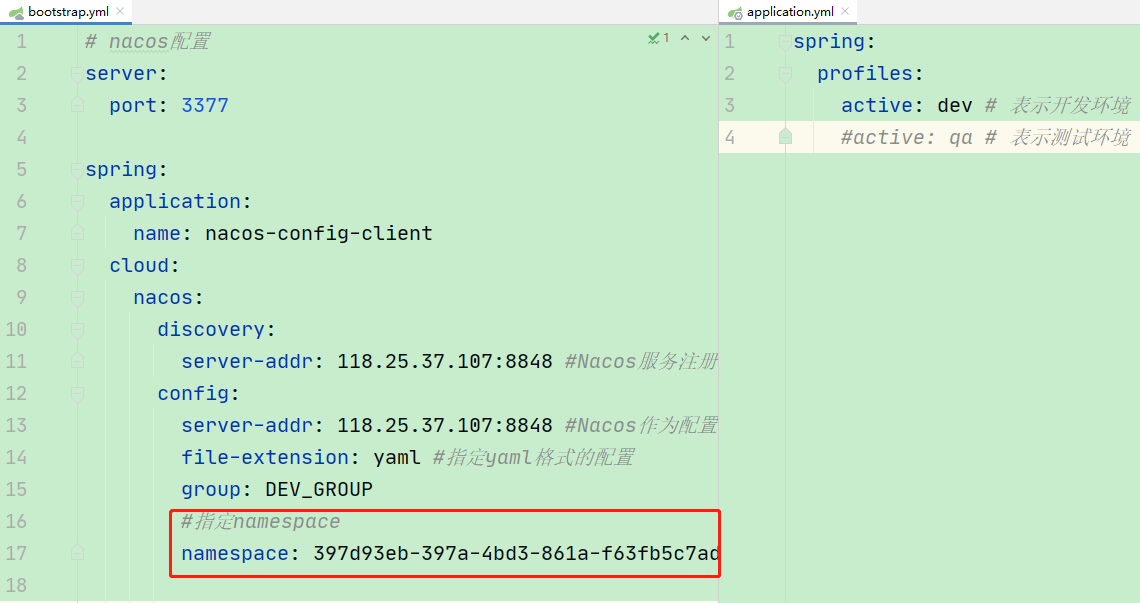 bootstrap.yml
1 # nacos配置
2 server:
3 port: 3377
4
5 spring:
6 application:
7 name: nacos-config-client
8 cloud:
9 nacos:
10 discovery:
11 server-addr: 118.25.37.107:8848 #Nacos服务注册
12 config:
13 server-addr: 118.25.37.107:8848 #Nacos作为配置
14 file-extension: yaml #指定yaml格式的配置
15 group: DEV_GROUP
16 #指定namespace
17 namespace: 397d93eb-397a-4bd3-861a-f63fb5c7ad
18
1
application.yml
1 spring:
2 profiles:
3 active: dev # 表示开发环境
4 #active: qa # 表示测试环境